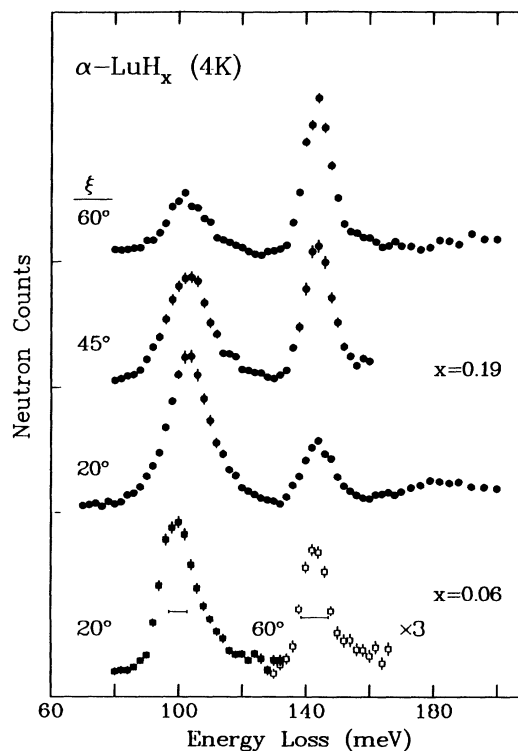 α-LuHₓ (4K)
ξ
60°
45°
x=0.19
20°
x=0.06
20°
60°
×3
60
100
140
180
Energy Loss (meV)
Neutron Counts